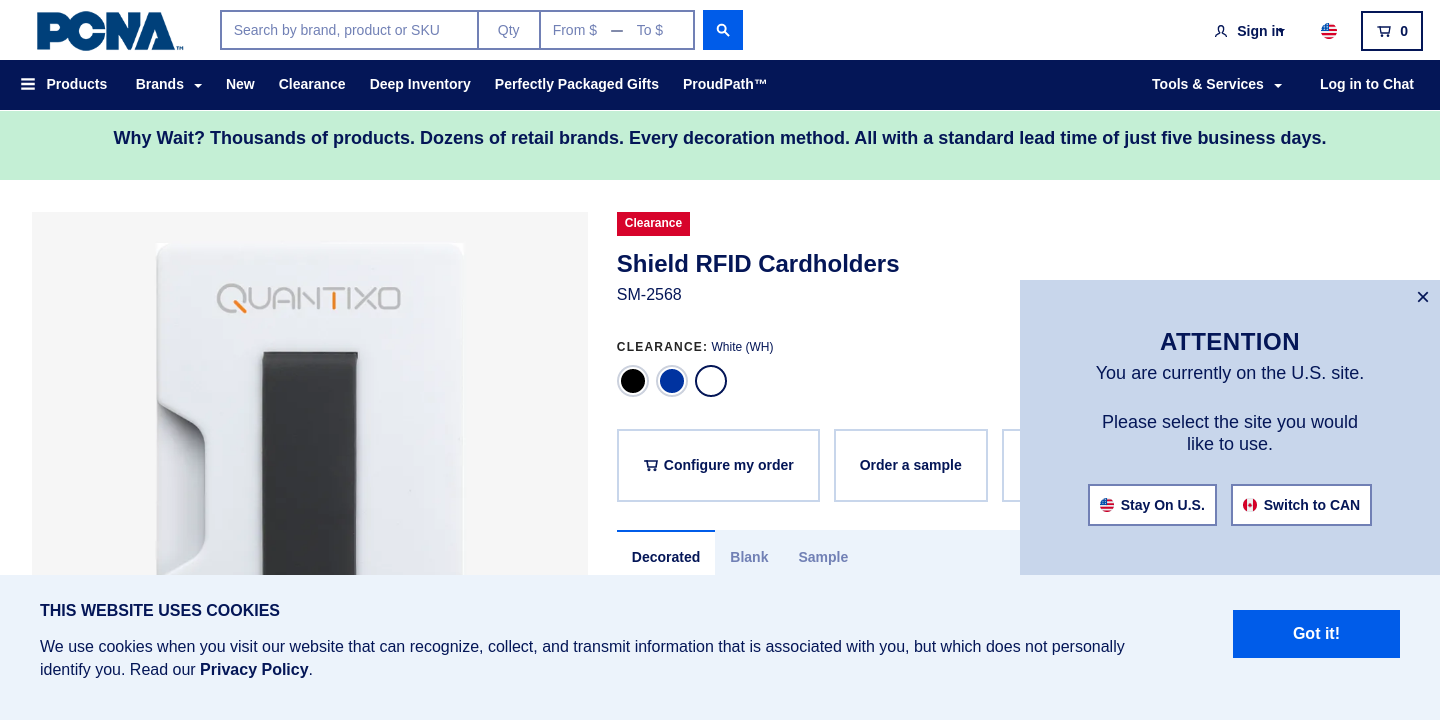 PCNA™
Search by brand, product or SKU
Qty
From $ — To $
Sign in
0
Products
Brands
New
Clearance
Deep Inventory
Perfectly Packaged Gifts
ProudPath™
Tools & Services
Log in to Chat
Why Wait? Thousands of products. Dozens of retail brands. Every decoration method. All with a standard lead time of just five business days.
QUANTIXO
Clearance
Shield RFID Cardholders
SM-2568
CLEARANCE: White (WH)
Configure my order
Order a sample
Decorated
Blank
Sample
×
ATTENTION
You are currently on the U.S. site.
Please select the site you would
like to use.
Stay On U.S.
Switch to CAN
THIS WEBSITE USES COOKIES
We use cookies when you visit our website that can recognize, collect, and transmit information that is associated with you, but which does not personally
identify you. Read our Privacy Policy.
Got it!